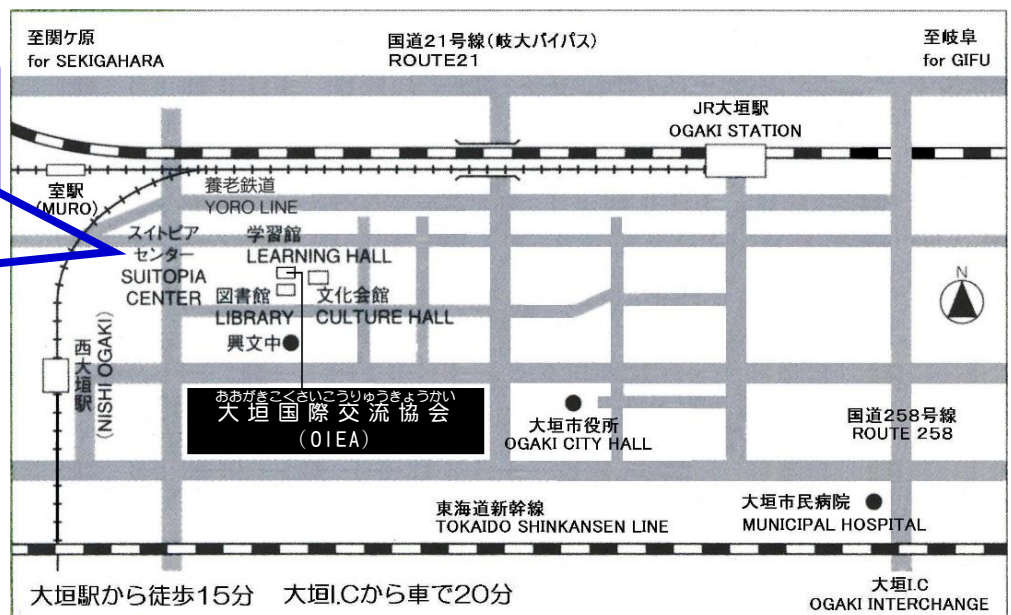 至関ケ原
for SEKIGAHARA
国道21号線(岐大バイパス)
ROUTE21
至岐阜
for GIFU
JR大垣駅
OGAKI STATION
室駅
(MURO)
養老鉄道
YORO LINE
スイトピア
センター
SUITOPIA
CENTER
学習館
LEARNING HALL
図書館
LIBRARY
文化会館
CULTURE HALL
N
興文中
西大垣駅
(NISHI OGAKI)
おおがきこくさいこうりゅうきょうかい
大垣国際交流協会
(OIEA)
大垣市役所
OGAKI CITY HALL
国道258号線
ROUTE 258
東海道新幹線
TOKAIDO SHINKANSEN LINE
大垣市民病院
MUNICIPAL HOSPITAL
大垣駅から徒歩15分 大垣I.Cから車で20分
大垣I.C
OGAKI INTERCHANGE